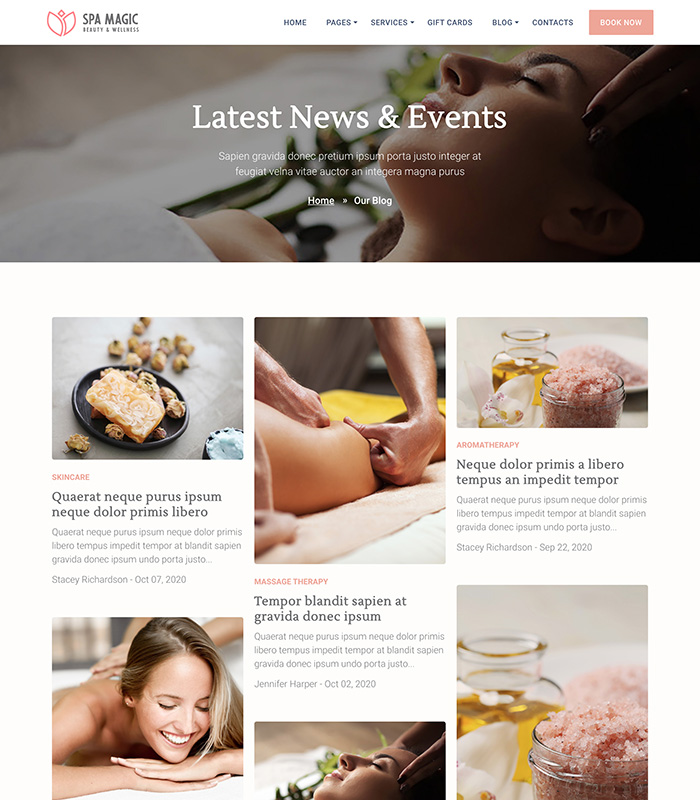 SPA MAGIC
BEAUTY & WELLNESS
HOME
PAGES
SERVICES
GIFT CARDS
BLOG
CONTACTS
BOOK NOW
Latest News & Events
Sapien gravida donec pretium ipsum porta justo integer at
feugiat velna vitae auctor an integera magna purus
Home » Our Blog
SKINCARE
Quaerat neque purus ipsum
neque dolor primis libero
Quaerat neque purus ipsum neque dolor primis
libero tempus impedit tempor at blandit sapien
gravida donec ipsum undo porta justo...
Stacey Richardson - Oct 07, 2020
MASSAGE THERAPY
Tempor blandit sapien at
gravida donec ipsum
Quaerat neque purus ipsum neque dolor primis
libero tempus impedit tempor at blandit sapien
gravida donec ipsum undo porta justo...
Jennifer Harper - Oct 02, 2020
AROMATHERAPY
Neque dolor primis a libero
tempus an impedit tempor
Quaerat neque purus ipsum neque dolor primis
libero tempus impedit tempor at blandit sapien
gravida donec ipsum undo porta justo...
Stacey Richardson - Sep 22, 2020